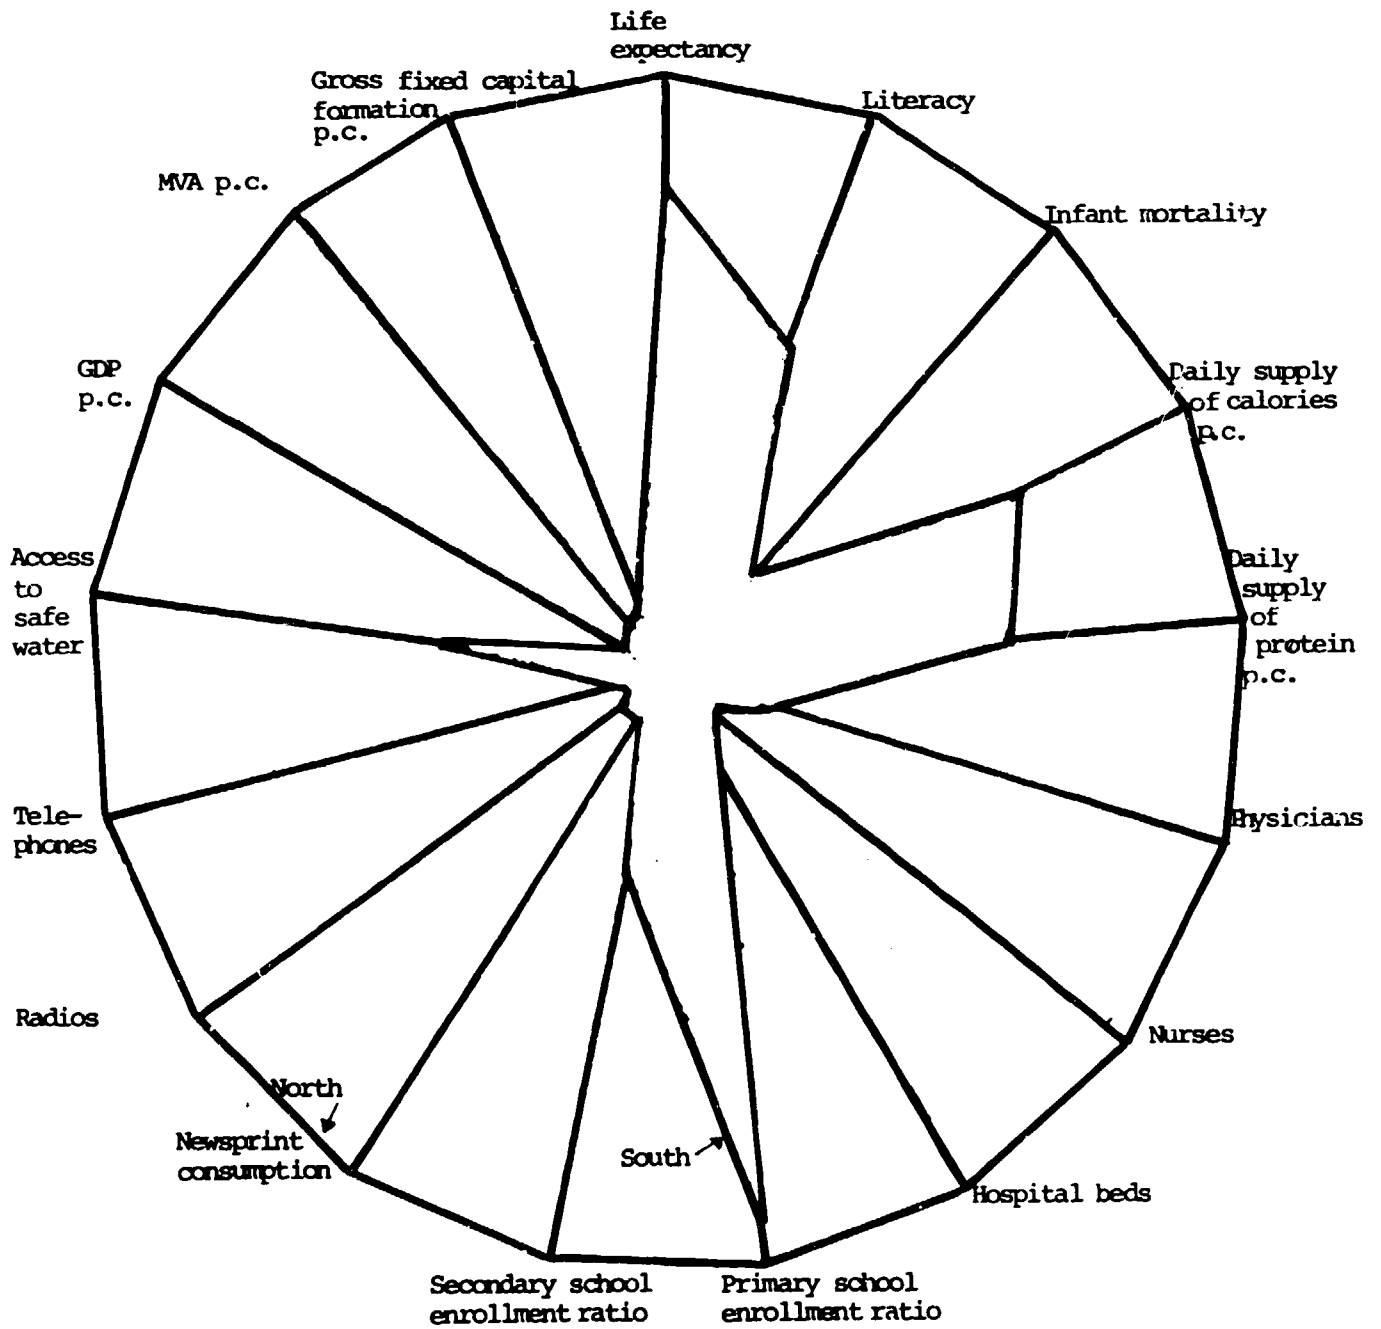 Life
expectancy
Gross fixed capital
formation
p.c.
Literacy
MVA p.c.
Infant mortality
GDP
p.c.
Daily supply
of calories
p.c.
Access
to
safe
water
Daily
supply
of
protein
p.c.
Tele-
phones
Physicians
Radios
Nurses
North
Newsprint
consumption
South
Hospital beds
Secondary school
enrollment ratio
Primary school
enrollment ratio